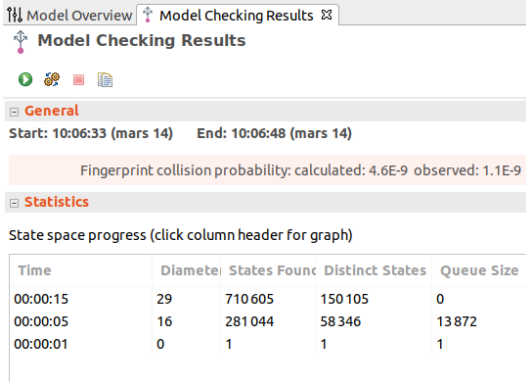 Model Overview Model Checking Results
Model Checking Results
General
Start: 10:06:33 (mars 14) End: 10:06:48 (mars 14)
Fingerprint collision probability: calculated: 4.6E-9 observed: 1.1E-9
Statistics
State space progress (click column header for graph)
Time Diamete States Found Distinct States Queue Size
00:00:15 29 710 605 150 105 0
00:00:05 16 281 044 58 346 13 872
00:00:01 0 1 1 1